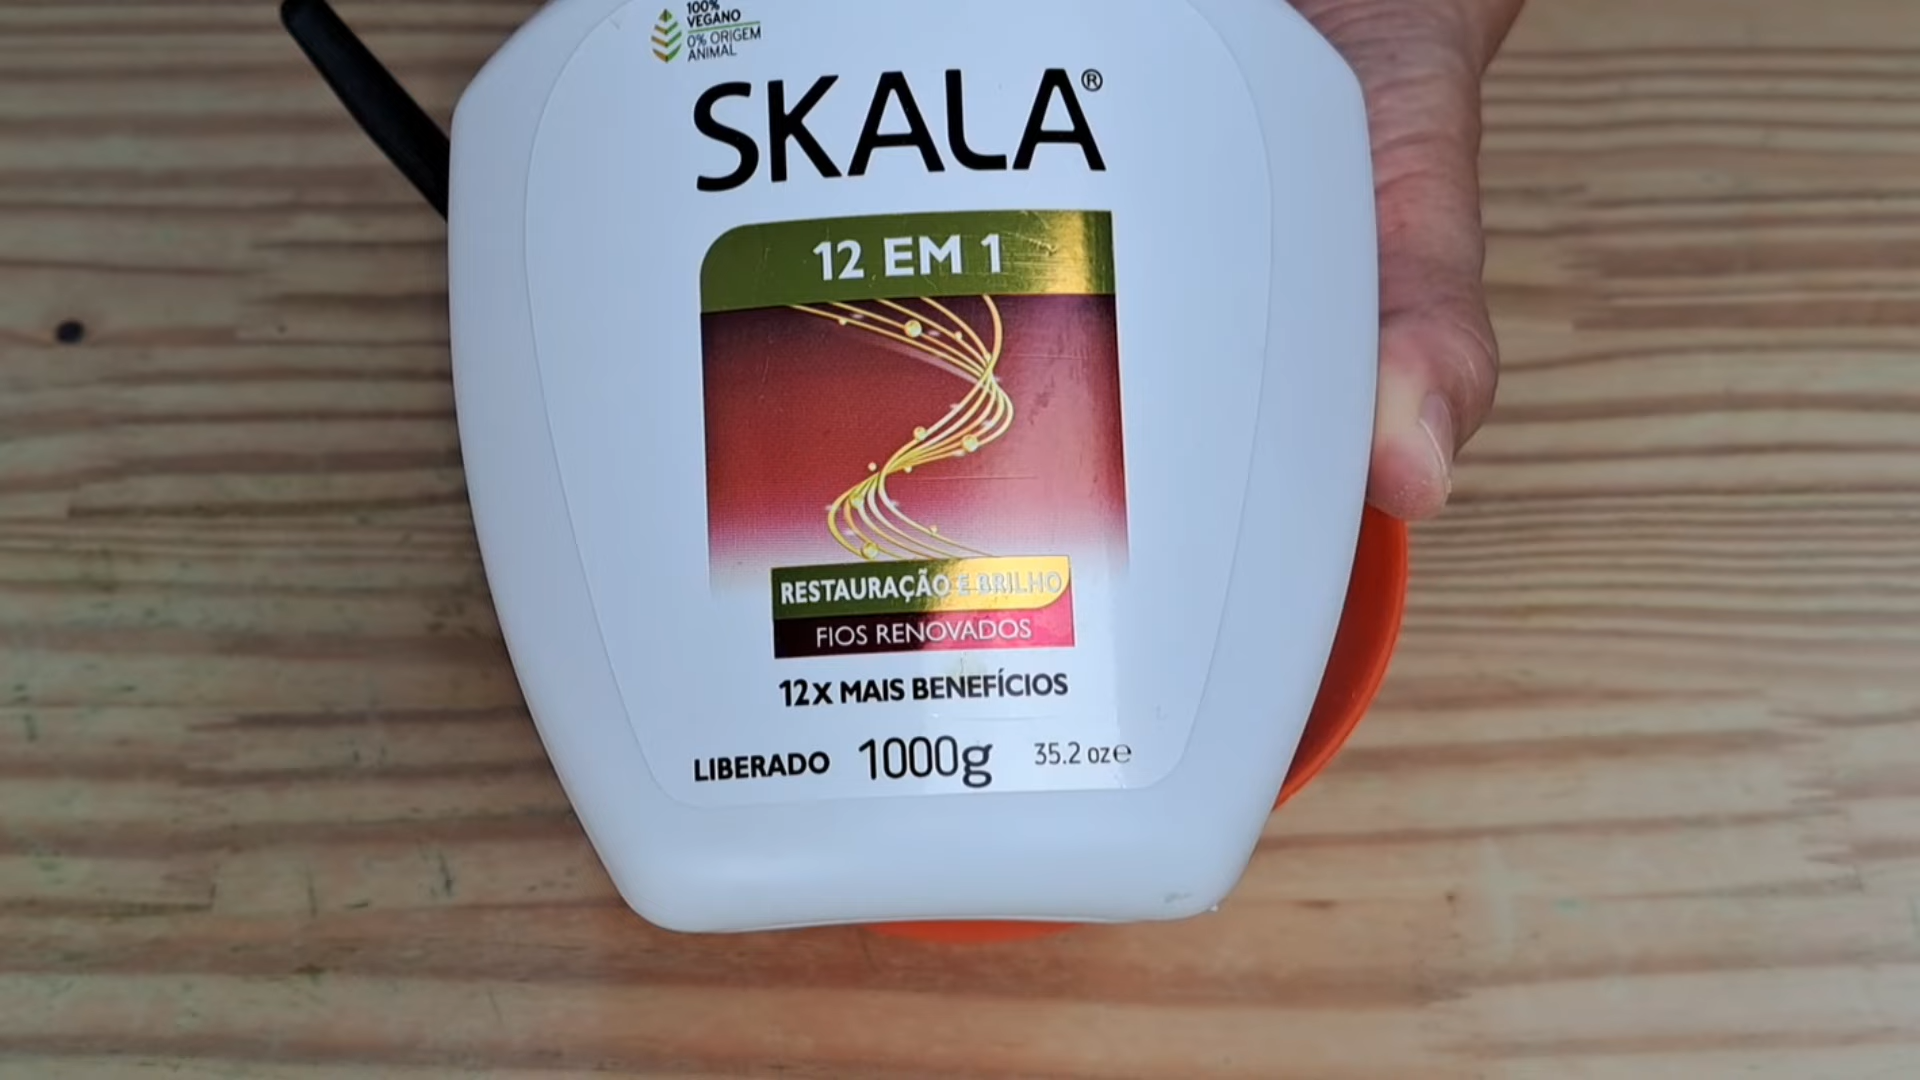 100%
VEGANO
0% ORIGEM
ANIMAL
SKALA®
12 EM 1
RESTAURAÇÃO E BRILHO
FIOS RENOVADOS
12X MAIS BENEFÍCIOS
LIBERADO 1000g 35.2 oz℮